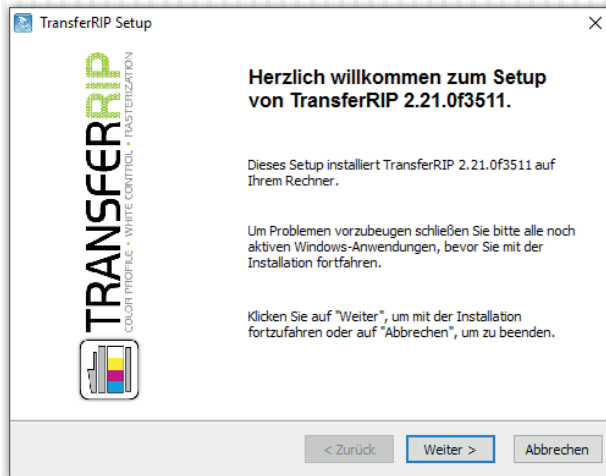 TransferRIP Setup
TRANSFERRIP
COLOR PROFILE • WHITE CONTROL • RASTERIZATION
Herzlich willkommen zum Setup
von TransferRIP 2.21.0f3511.
Dieses Setup installiert TransferRIP 2.21.0f3511 auf
Ihrem Rechner.
Um Problemen vorzubeugen schließen Sie bitte alle noch
aktiven Windows-Anwendungen, bevor Sie mit der
Installation fortfahren.
Klicken Sie auf "Weiter", um mit der Installation
fortzufahren oder auf "Abbrechen", um zu beenden.
< Zurück
Weiter >
Abbrechen